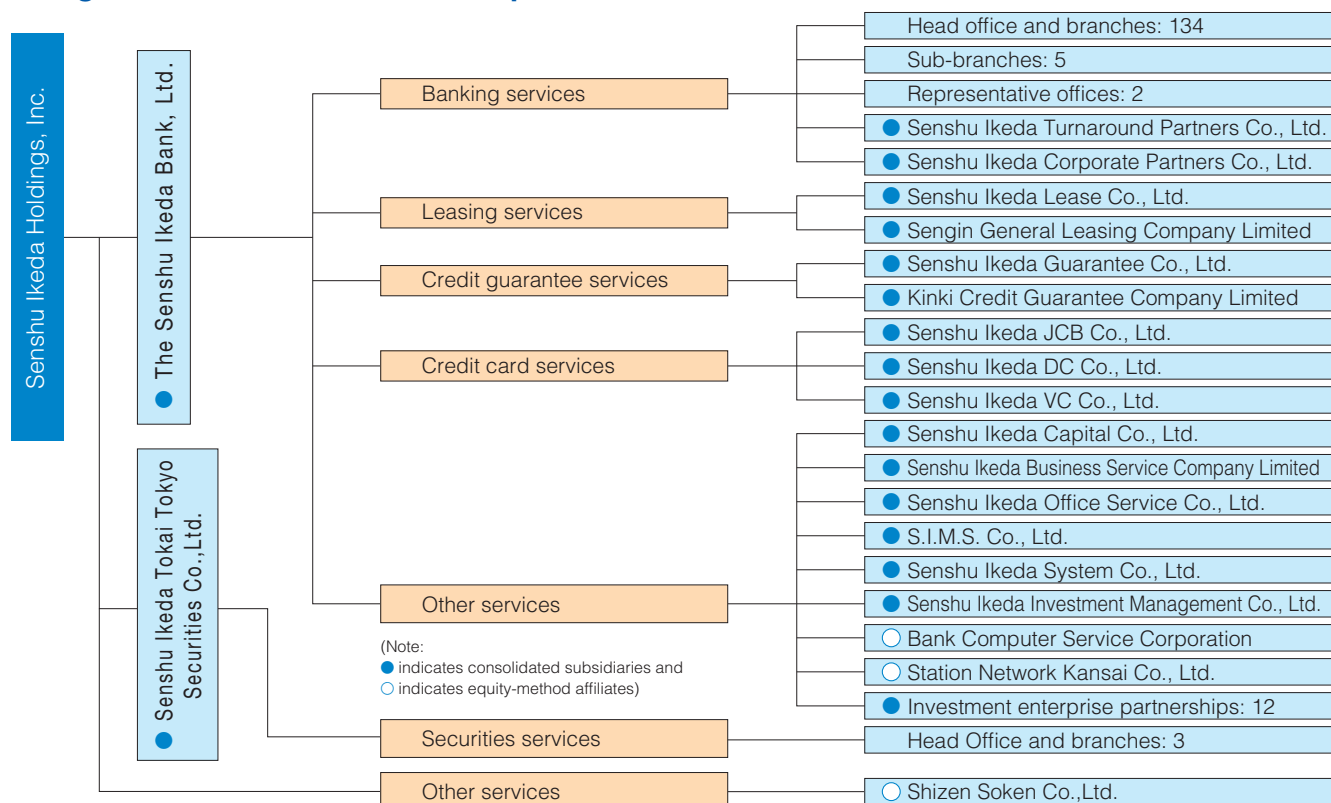 Senshu Ikeda Holdings, Inc.
● The Senshu Ikeda Bank, Ltd.
Banking services
Head office and branches: 134
Sub-branches: 5
Representative offices: 2
● Senshu Ikeda Turnaround Partners Co., Ltd.
● Senshu Ikeda Corporate Partners Co., Ltd.
Leasing services
● Senshu Ikeda Lease Co., Ltd.
● Sengin General Leasing Company Limited
Credit guarantee services
● Senshu Ikeda Guarantee Co., Ltd.
● Kinki Credit Guarantee Company Limited
Credit card services
● Senshu Ikeda JCB Co., Ltd.
● Senshu Ikeda DC Co., Ltd.
● Senshu Ikeda VC Co., Ltd.
Other services
● Senshu Ikeda Capital Co., Ltd.
● Senshu Ikeda Business Service Company Limited
● Senshu Ikeda Office Service Co., Ltd.
● S.I.M.S. Co., Ltd.
● Senshu Ikeda System Co., Ltd.
● Senshu Ikeda Investment Management Co., Ltd.
○ Bank Computer Service Corporation
○ Station Network Kansai Co., Ltd.
● Investment enterprise partnerships: 12
(Note:
● indicates consolidated subsidiaries and
○ indicates equity-method affiliates)
● Senshu Ikeda Tokai Tokyo
Securities Co.,Ltd.
Securities services
Head Office and branches: 3
Other services
○ Shizen Soken Co.,Ltd.